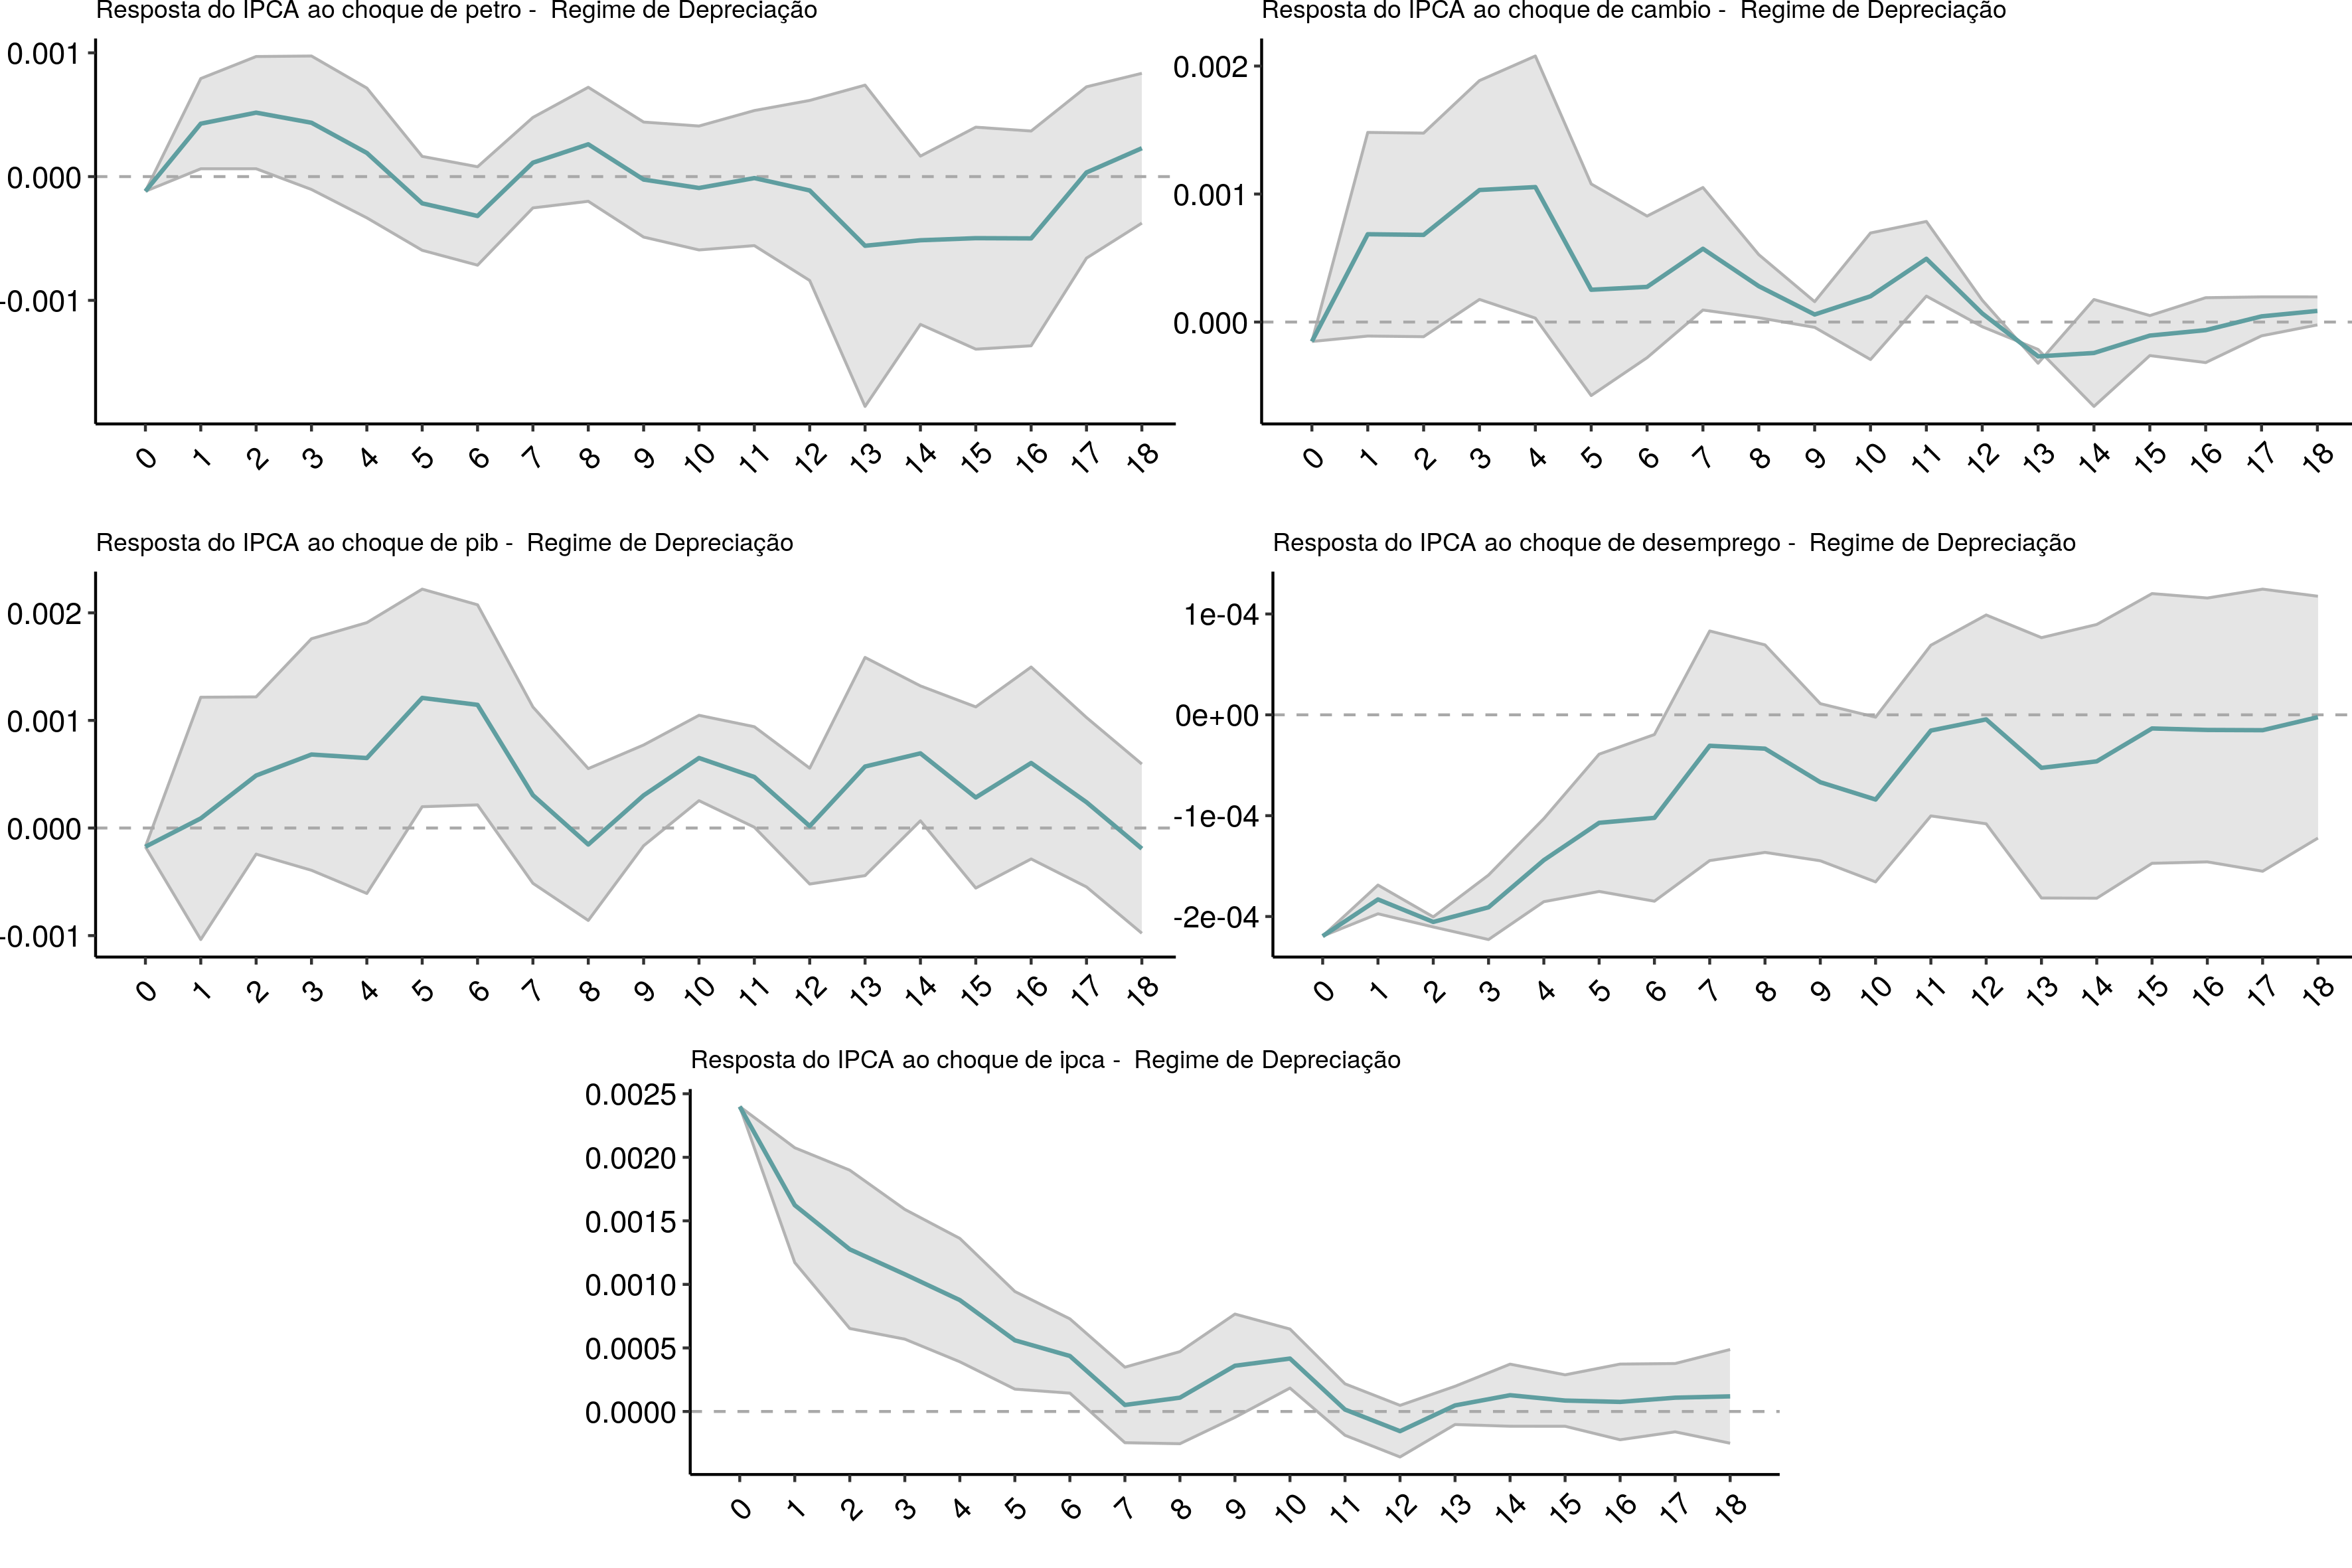 Resposta do IPCA ao choque de petro -  Regime de Depreciação
0.001
0.000
-0.001
0 1 2 3 4 5 6 7 8 9 10 11 12 13 14 15 16 17 18
Resposta do IPCA ao choque de cambio -  Regime de Depreciação
0.002
0.001
0.000
0 1 2 3 4 5 6 7 8 9 10 11 12 13 14 15 16 17 18
Resposta do IPCA ao choque de pib -  Regime de Depreciação
0.002
0.001
0.000
-0.001
0 1 2 3 4 5 6 7 8 9 10 11 12 13 14 15 16 17 18
Resposta do IPCA ao choque de desemprego -  Regime de Depreciação
1e-04
0e+00
-1e-04
-2e-04
0 1 2 3 4 5 6 7 8 9 10 11 12 13 14 15 16 17 18
Resposta do IPCA ao choque de ipca -  Regime de Depreciação
0.0025
0.0020
0.0015
0.0010
0.0005
0.0000
0 1 2 3 4 5 6 7 8 9 10 11 12 13 14 15 16 17 18